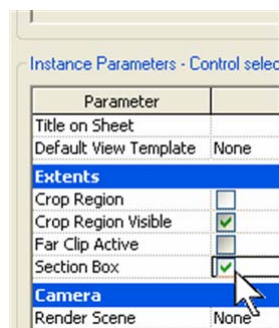 Instance Parameters - Control selec
Parameter
Title on Sheet
Default View Template None
Extents
Crop Region
Crop Region Visible
Far Clip Active
Section Box
Camera
Render Scene None